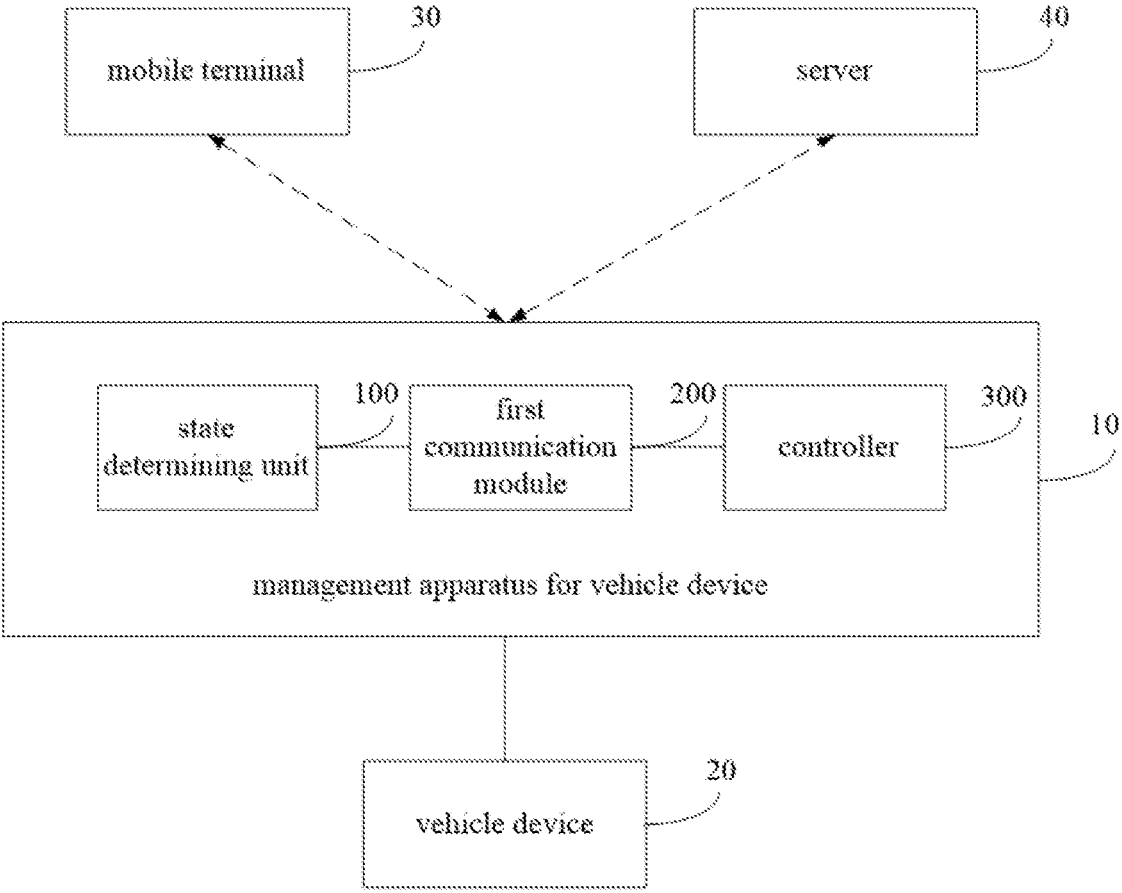 30
mobile terminal
40
server
100
state
determining unit
200
first
communication
module
300
controller
10
management apparatus for vehicle device
20
vehicle device